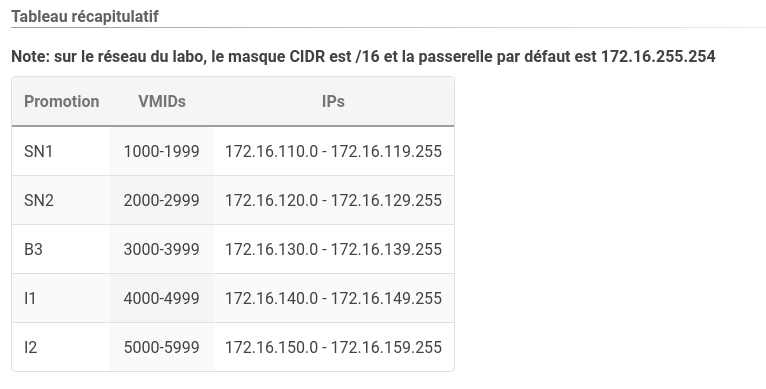 Tableau récapitulatif
Note: sur le réseau du labo, le masque CIDR est /16 et la passerelle par défaut est 172.16.255.254
Promotion VMIDs IPs
SN1 1000-1999 172.16.110.0 - 172.16.119.255
SN2 2000-2999 172.16.120.0 - 172.16.129.255
B3 3000-3999 172.16.130.0 - 172.16.139.255
I1 4000-4999 172.16.140.0 - 172.16.149.255
I2 5000-5999 172.16.150.0 - 172.16.159.255